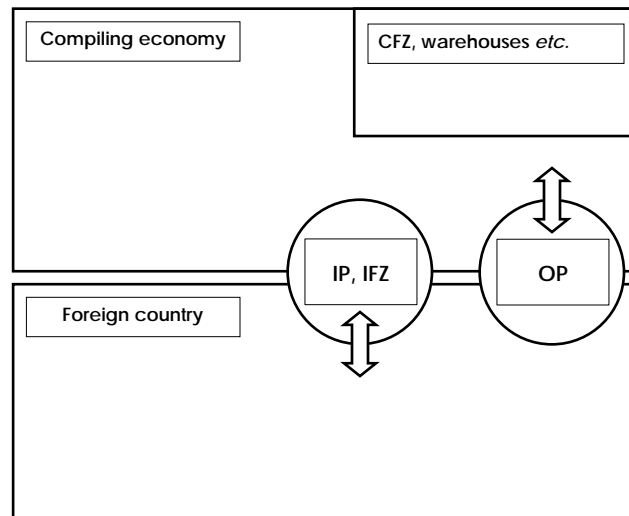 Compiling economy
CFZ, warehouses etc.
IP, IFZ
OP
Foreign country